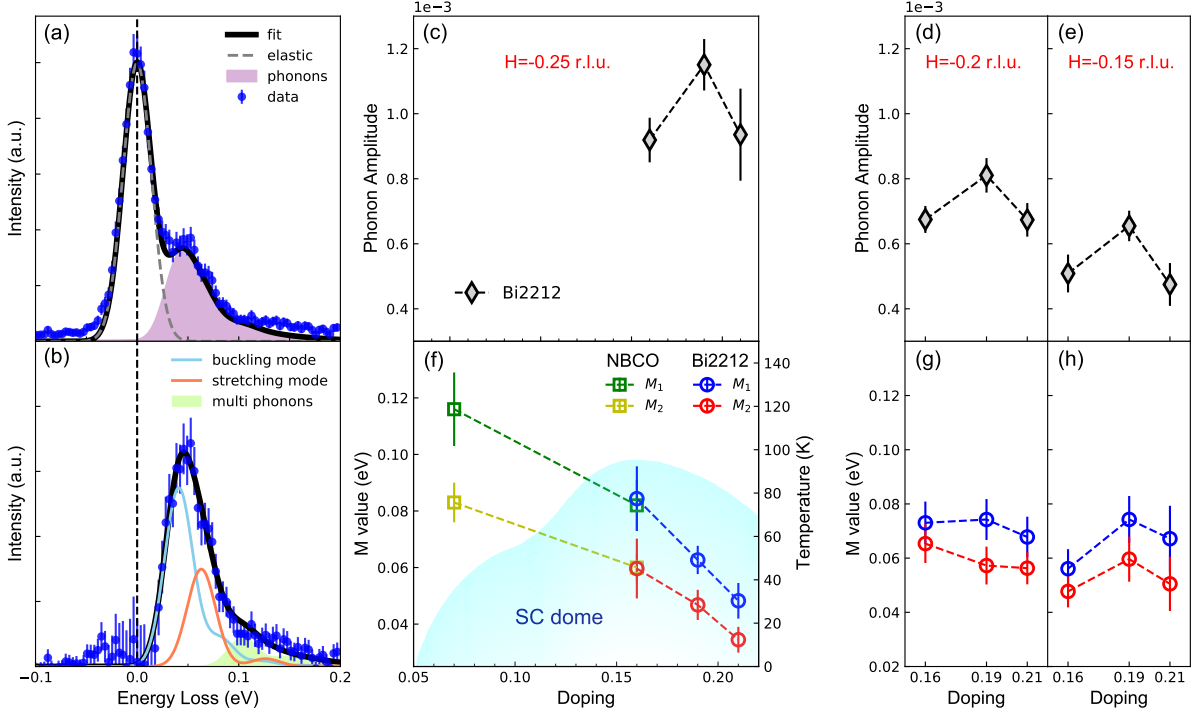 (a)
fit
elastic
phonons
data
Intensity (a.u.)
(b)
buckling mode
stretching mode
multi phonons
Intensity (a.u.)
−0.1 0.0 0.1 0.2
Energy Loss (eV)
1e−3
(c)
H=-0.25 r.l.u.
1.2
1.0
0.8
0.6
0.4
Phonon Amplitude
Bi2212
(f)
NBCO Bi2212
M1 M1
M2 M2
0.12
0.10
0.08
0.06
0.04
M value (eV)
SC dome
140
120
100
80
60
40
20
0
Temperature (K)
0.05 0.10 0.15 0.20
Doping
1e−3
(d)
H=-0.2 r.l.u.
(e)
H=-0.15 r.l.u.
1.2
1.0
0.8
0.6
0.4
Phonon Amplitude
(g)
(h)
0.12
0.10
0.08
0.06
0.04
0.02
M value (eV)
0.16 0.19 0.21
Doping
0.16 0.19 0.21
Doping